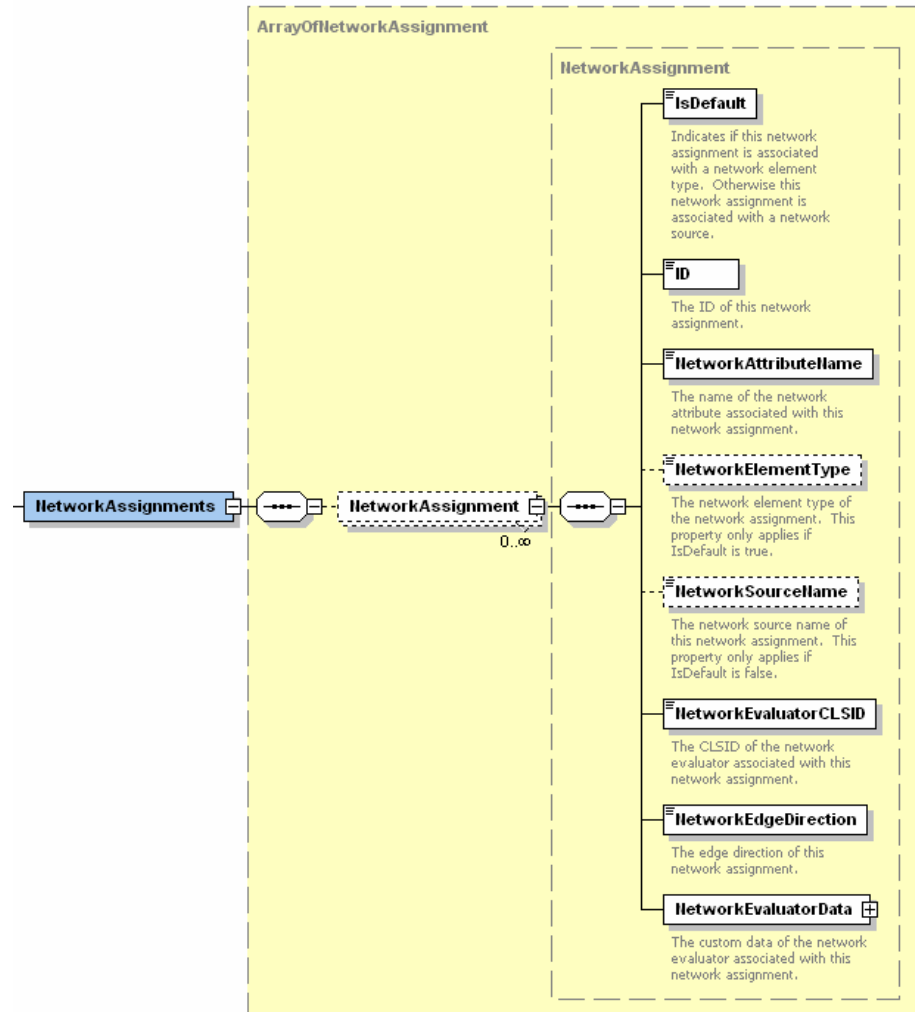 ArrayOfNetworkAssignment
NetworkAssignment
IsDefault
Indicates if this network
assignment is associated
with a network element
type.  Otherwise this
network assignment is
associated with a network
source.
ID
The ID of this network
assignment.
NetworkAttributeName
The name of the network
attribute associated with this
network assignment.
NetworkElementType
The network element type of
the network assignment.  This
property only applies if
IsDefault is true.
NetworkAssignments
NetworkAssignment
0..∞
NetworkSourceName
The network source name of
this network assignment.  This
property only applies if
IsDefault is false.
NetworkEvaluatorCLSID
The CLSID of the network
evaluator associated with this
network assignment.
NetworkEdgeDirection
The edge direction of this
network assignment.
NetworkEvaluatorData
The custom data of the network
evaluator associated with this
network assignment.